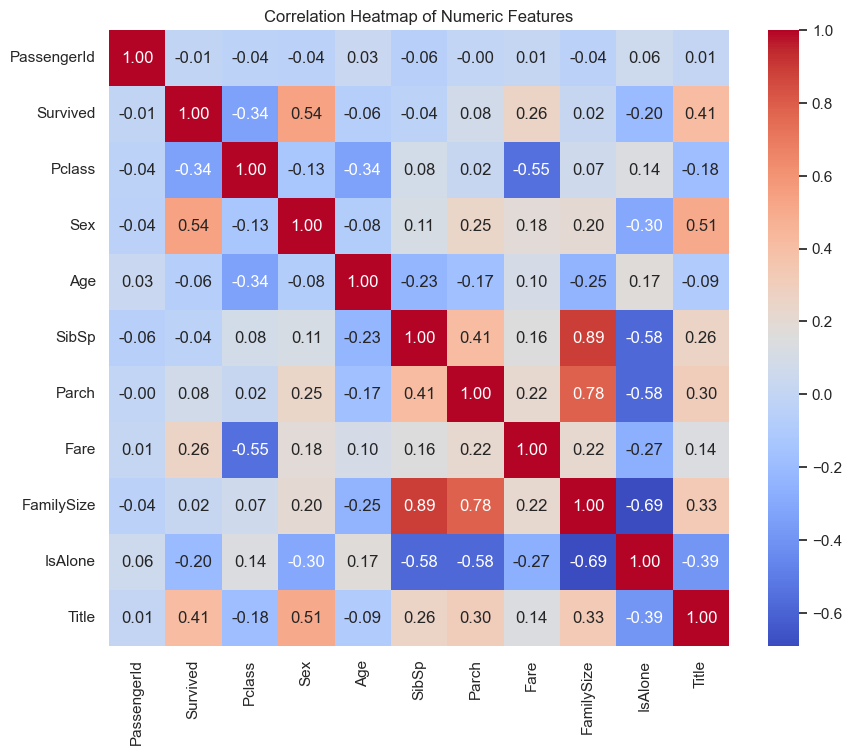 Correlation Heatmap of Numeric Features
PassengerId 1.00 -0.01 -0.04 -0.04 0.03 -0.06 -0.00 0.01 -0.04 0.06 0.01
Survived -0.01 1.00 -0.34 0.54 -0.06 -0.04 0.08 0.26 0.02 -0.20 0.41
Pclass -0.04 -0.34 1.00 -0.13 -0.34 0.08 0.02 -0.55 0.07 0.14 -0.18
Sex -0.04 0.54 -0.13 1.00 -0.08 0.11 0.25 0.18 0.20 -0.30 0.51
Age 0.03 -0.06 -0.34 -0.08 1.00 -0.23 -0.17 0.10 -0.25 0.17 -0.09
SibSp -0.06 -0.04 0.08 0.11 -0.23 1.00 0.41 0.16 0.89 -0.58 0.26
Parch -0.00 0.08 0.02 0.25 -0.17 0.41 1.00 0.22 0.78 -0.58 0.30
Fare 0.01 0.26 -0.55 0.18 0.10 0.16 0.22 1.00 0.22 -0.27 0.14
FamilySize -0.04 0.02 0.07 0.20 -0.25 0.89 0.78 0.22 1.00 -0.69 0.33
IsAlone 0.06 -0.20 0.14 -0.30 0.17 -0.58 -0.58 -0.27 -0.69 1.00 -0.39
Title 0.01 0.41 -0.18 0.51 -0.09 0.26 0.30 0.14 0.33 -0.39 1.00
PassengerId
Survived
Pclass
Sex
Age
SibSp
Parch
Fare
FamilySize
IsAlone
Title
1.0
0.8
0.6
0.4
0.2
0.0
−0.2
−0.4
−0.6